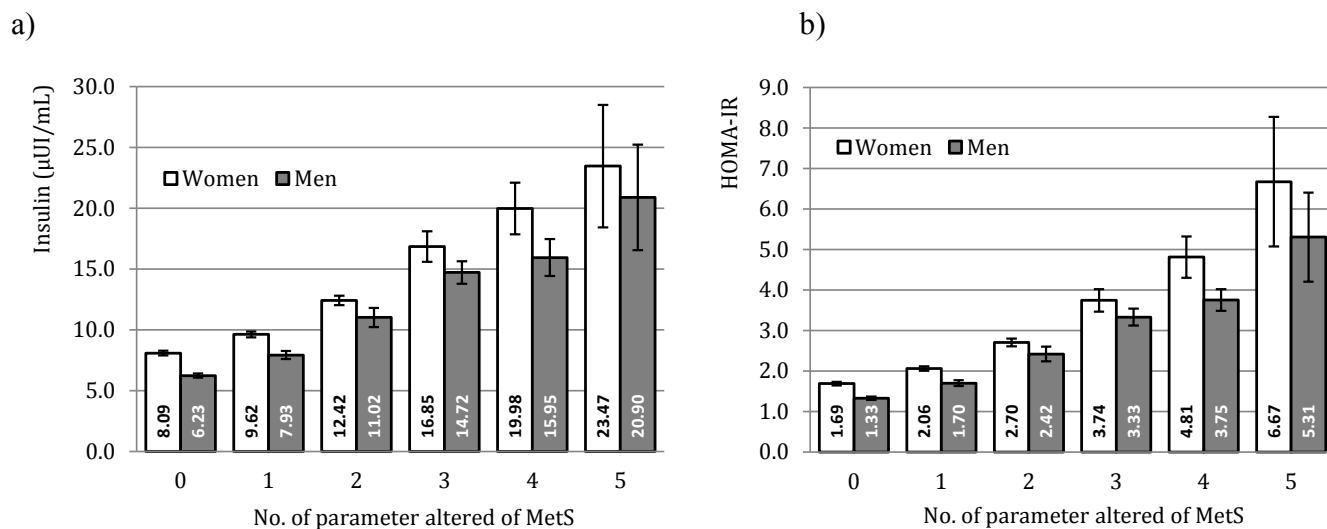 a)
Insulin (µUI/mL)
30.0
25.0
20.0
15.0
10.0
5.0
0.0
Women Men
8.09 6.23 9.62 7.93 12.42 11.02 16.85 14.72 19.98 15.95 23.47 20.90
0 1 2 3 4 5
No. of parameter altered of MetS
b)
HOMA-IR
9.0
8.0
7.0
6.0
5.0
4.0
3.0
2.0
1.0
0.0
Women Men
1.69 1.33 2.06 1.70 2.70 2.42 3.74 3.33 4.81 3.75 6.67 5.31
0 1 2 3 4 5
No. of parameter altered of MetS